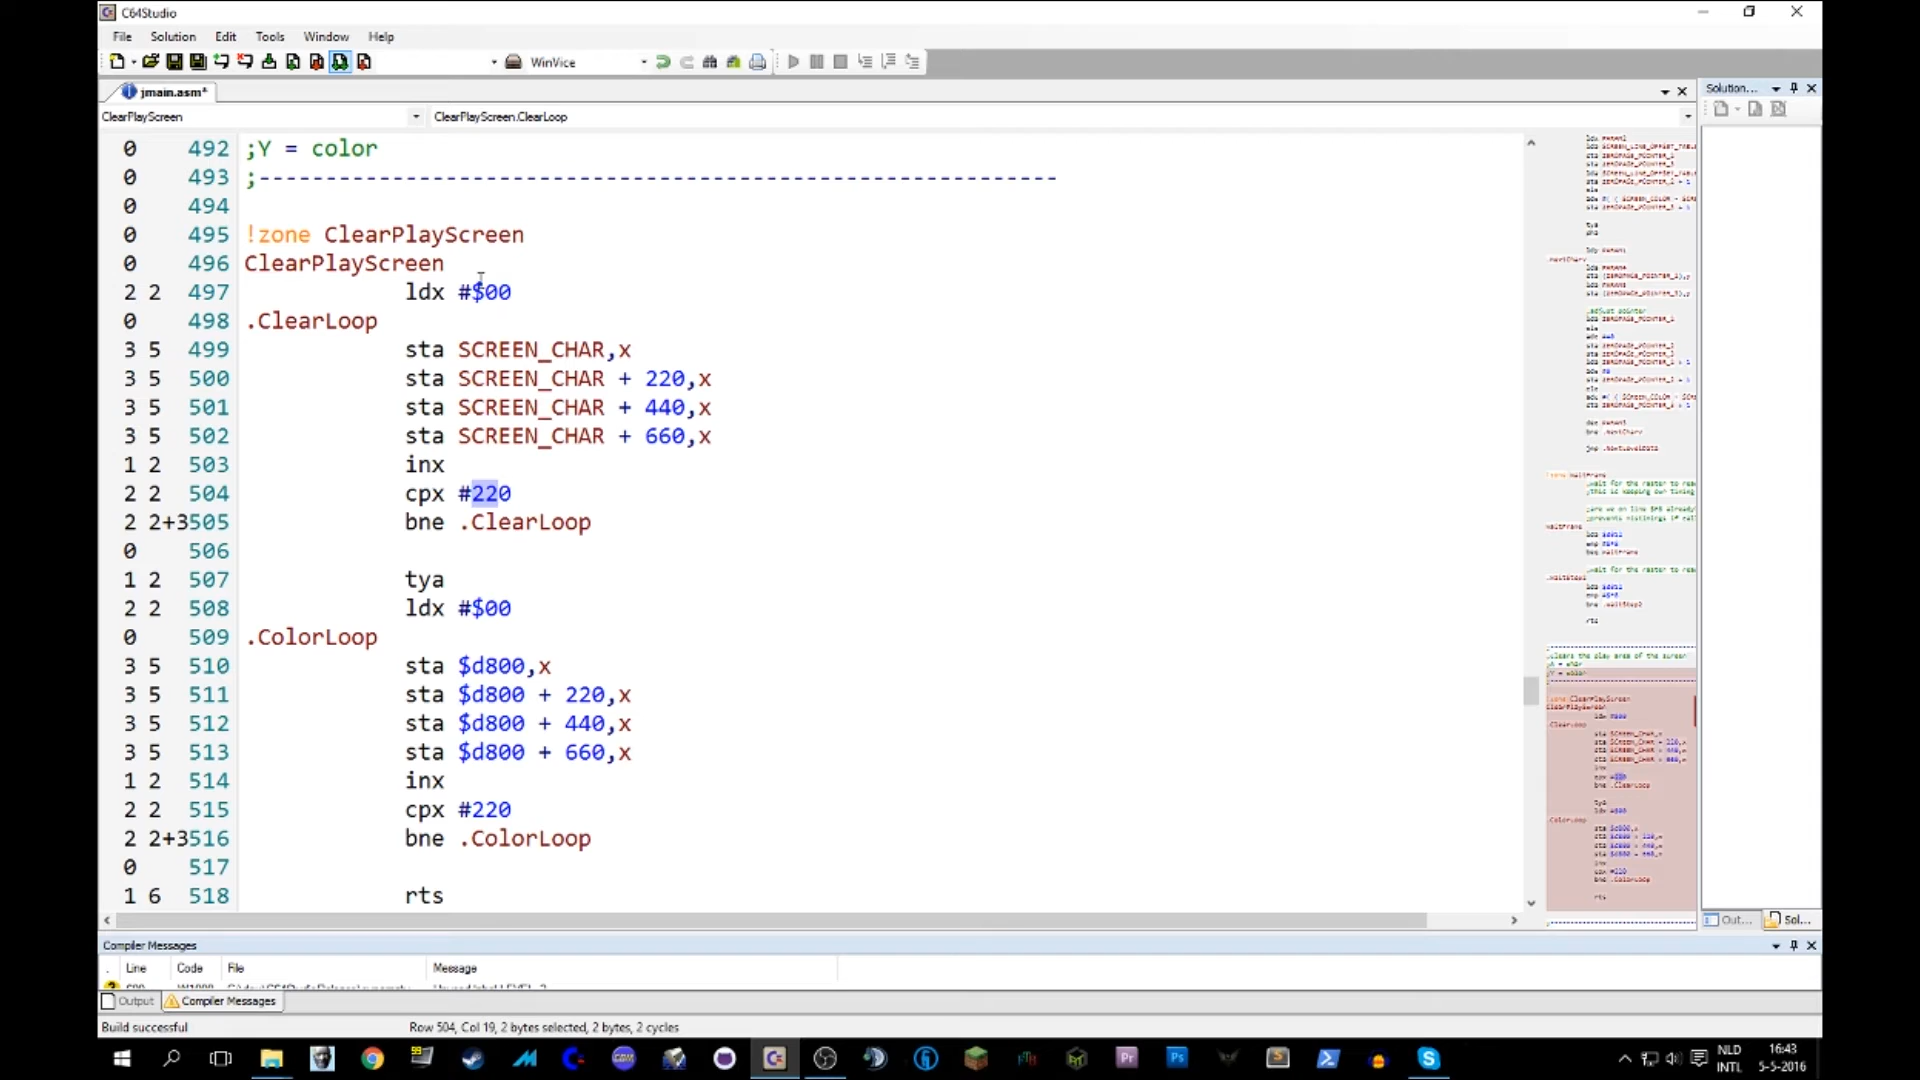 C64Studio
File Solution Edit Tools Window Help
WinVice
jmain.asm*
Solution...
ClearPlayScreen ClearPlayScreen.ClearLoop
0 492 ;Y = color
0 493 ;------------------------------------------------------------
0 494
0 495 !zone ClearPlayScreen
0 496 ClearPlayScreen
2 2 497 ldx #$00
0 498 .ClearLoop
3 5 499 sta SCREEN_CHAR,x
3 5 500 sta SCREEN_CHAR + 220,x
3 5 501 sta SCREEN_CHAR + 440,x
3 5 502 sta SCREEN_CHAR + 660,x
1 2 503 inx
2 2 504 cpx #220
2 2+3505 bne .ClearLoop
0 506
1 2 507 tya
2 2 508 ldx #$00
0 509 .ColorLoop
3 5 510 sta $d800,x
3 5 511 sta $d800 + 220,x
3 5 512 sta $d800 + 440,x
3 5 513 sta $d800 + 660,x
1 2 514 inx
2 2 515 cpx #220
2 2+3516 bne .ColorLoop
0 517
1 6 518 rts
Out... Sol...
Compiler Messages
. Line Code File Message
Output Compiler Messages
Build successful Row 504, Col 19, 2 bytes selected, 2 bytes, 2 cycles
NLD 16:43
INTL 5-5-2016